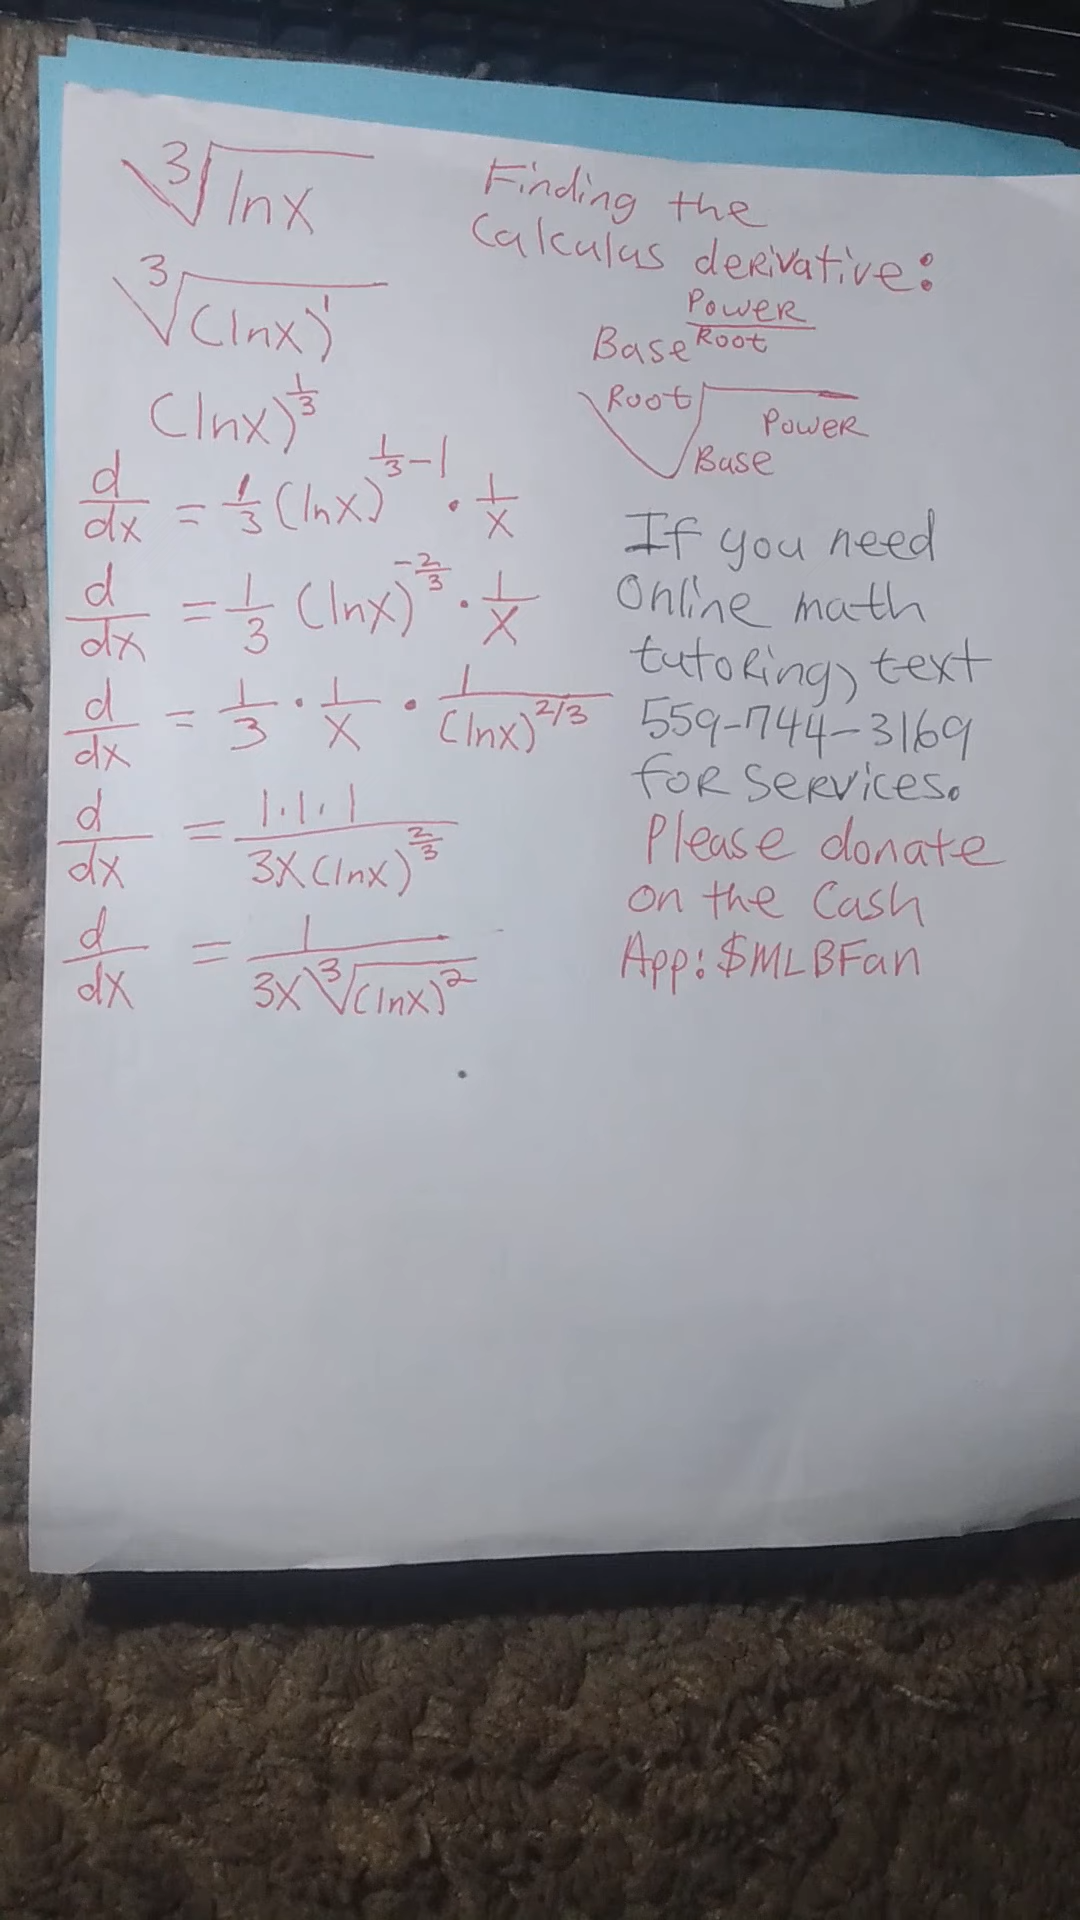 ∛lnx
∛(lnx)¹
(lnx)^(1/3)
d/dx = 1/3 (lnx)^(1/3-1) · 1/x
d/dx = 1/3 (lnx)^(-2/3) · 1/x
d/dx = 1/3 · 1/x · 1/(lnx)^(2/3)
d/dx = 1·1·1/3x(lnx)^(2/3)
d/dx = 1/3x∛(lnx)²
Finding the
Calculus derivative:
Base^(Power/Root)
Root
Power
Base
If you need
Online math
tutoring, text
559-744-3169
for services.
Please donate
on the Cash
App: $MLBFan